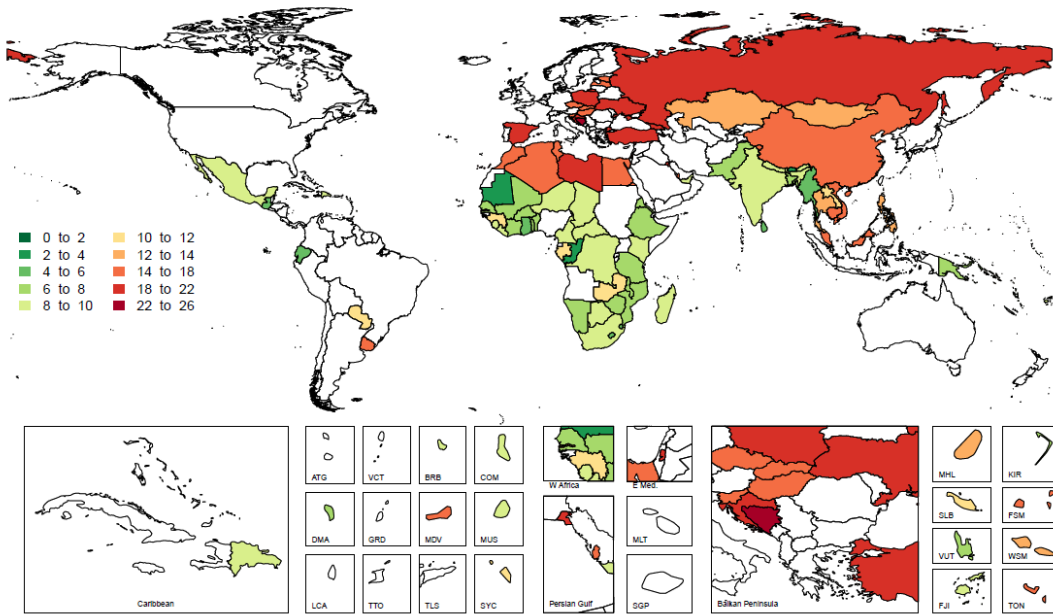 0 to 2
2 to 4
4 to 6
6 to 8
8 to 10
10 to 12
12 to 14
14 to 18
18 to 22
22 to 26
Caribbean
ATG
VCT
BRB
COM
DMA
GRD
MDV
MUS
LCA
TTO
TLS
SYC
W Africa
E Med.
Persian Gulf
MLT
SGP
Balkan Peninsula
MHL
KIR
SLB
FSM
VUT
WSM
FJI
TON